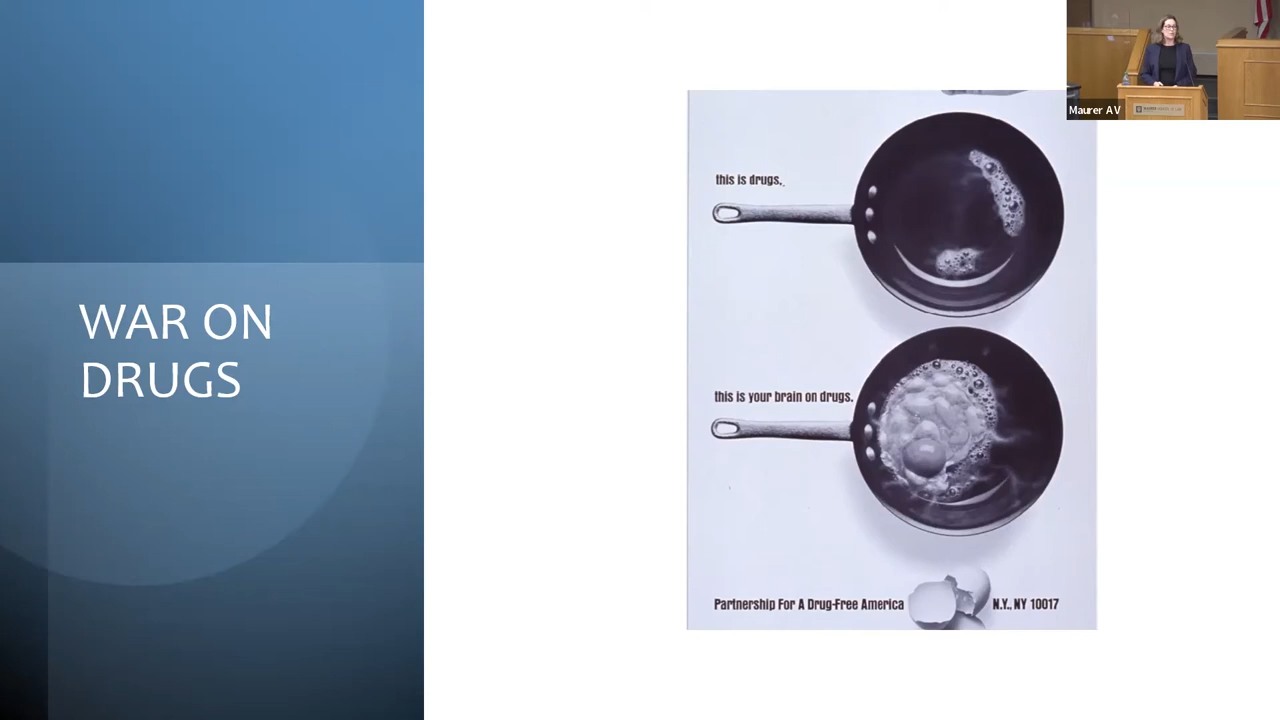 WAR ON
DRUGS
this is drugs.
this is your brain on drugs.
Partnership For A Drug-Free America N.Y., NY 10017
Maurer AV